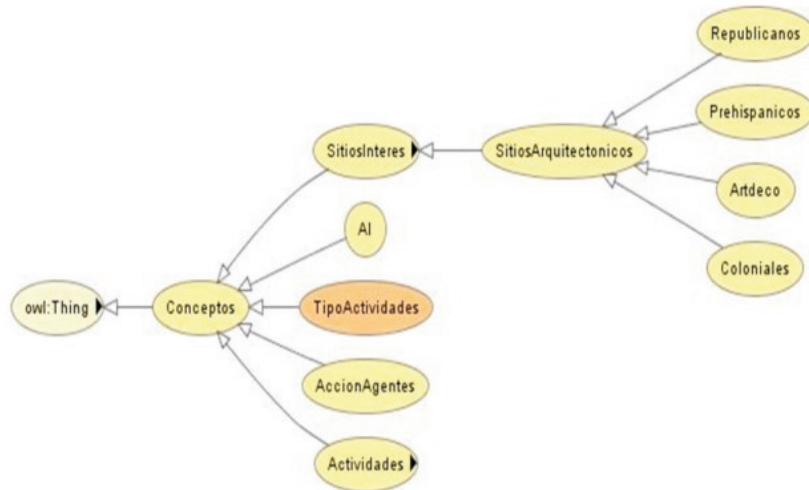 Republicanos
Prehispanicos
SitiosInteres
SitiosArquitectonicos
Artdeco
AI
Coloniales
owl:Thing
Conceptos
TipoActividades
AccionAgentes
Actividades